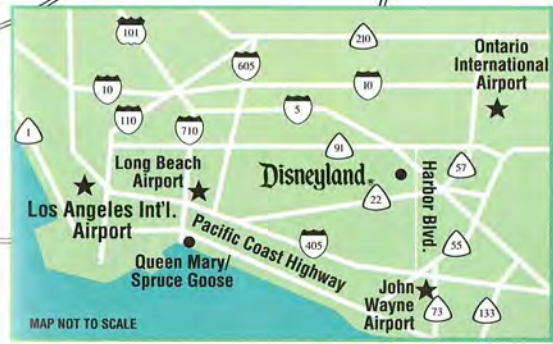 101
210
Ontario
International
Airport
605
10
10
5
1
110
710
91
57
Long Beach
Airport
Disneyland®
22
Harbor Blvd.
Los Angeles Int'l.
Airport
Pacific Coast Highway
405
55
Queen Mary/
Spruce Goose
John
Wayne
Airport
73
133
MAP NOT TO SCALE